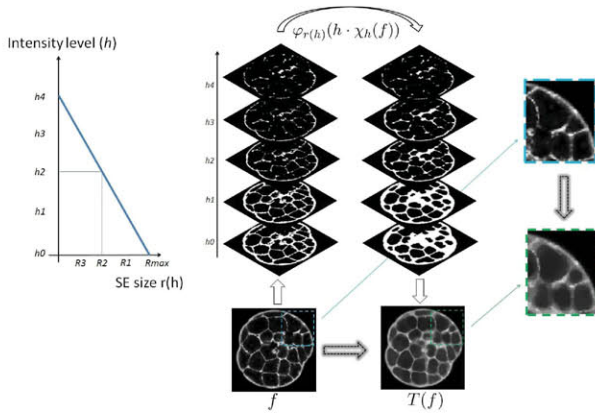 φr(h)(h · χh(f))
Intensity level (h)
h4
h3
h2
h1
h0
R3 R2 R1 Rmax
SE size r(h)
h4
h3
h2
h1
h0
f
T(f)